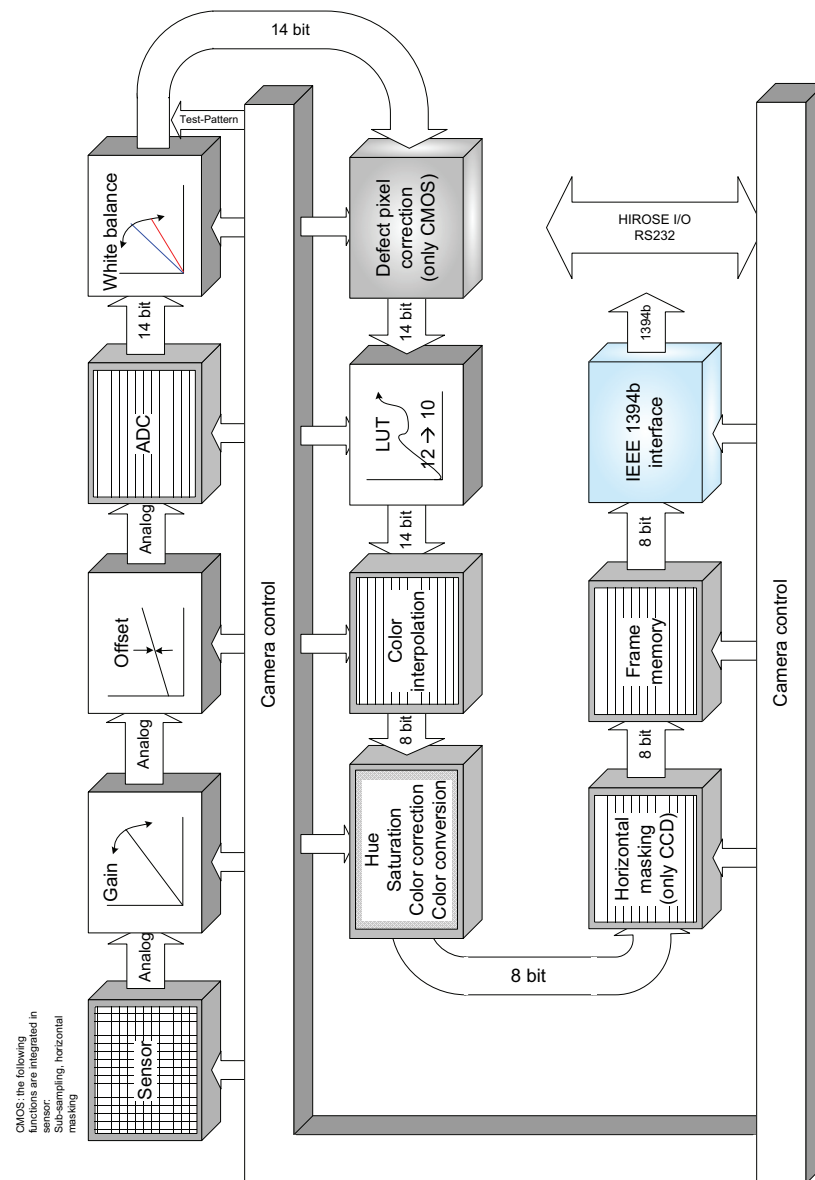 CMOS: the following
functions are integrated in
sensor:
Sub-sampling, horizontal
masking
Sensor
Analog
Gain
Analog
Offset
Analog
ADC
14 bit
White balance
Test-Pattern
14 bit
Camera control
Defect pixel
correction
(only CMOS)
14 bit
LUT
12 → 10
14 bit
Color
interpolation
8 bit
Hue
Saturation
Color correction
Color conversion
8 bit
Horizontal
masking
(only CCD)
8 bit
Frame
memory
8 bit
IEEE 1394b
interface
1394b
HIROSE I/O
RS232
Camera control